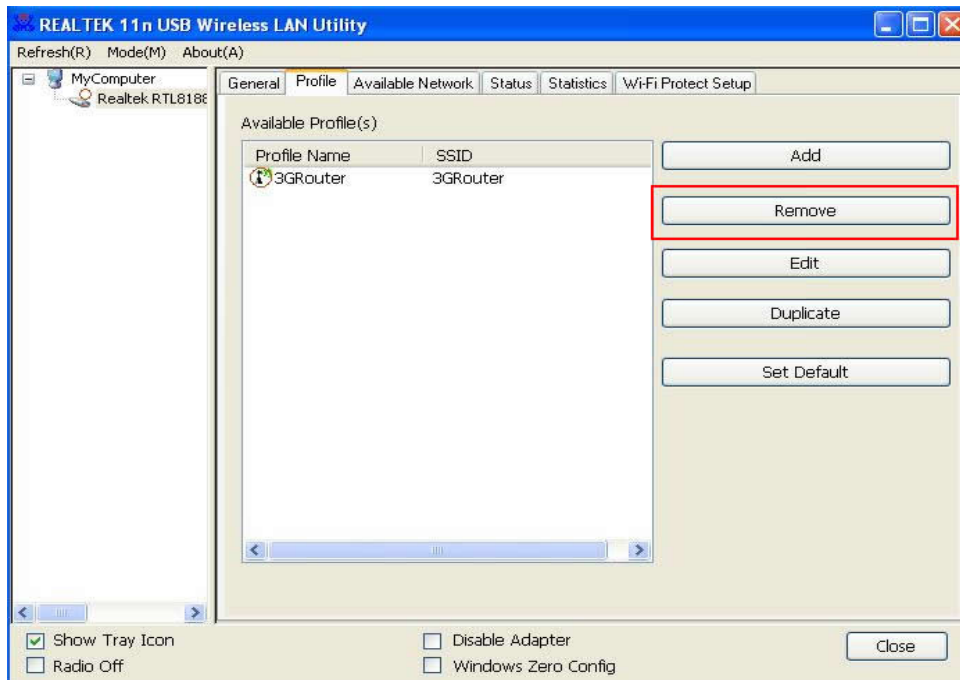 REALTEK 11n USB Wireless LAN Utility
Refresh(R) Mode(M) About(A)
MyComputer
Realtek RTL8188
General Profile Available Network Status Statistics Wi-Fi Protect Setup
Available Profile(s)
Profile Name SSID
3GRouter 3GRouter
Add
Remove
Edit
Duplicate
Set Default
Show Tray Icon
Radio Off
Disable Adapter
Windows Zero Config
Close